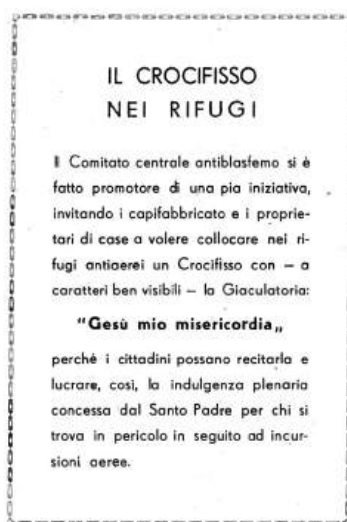 IL CROCIFISSO
NEI RIFUGI
Il Comitato centrale antiblasfemo si è
fatto promotore di una pia iniziativa,
invitando i capifabbricato e i proprie-
tari di case a volere collocare nei ri-
fugi antiaerei un Crocifisso con — a
caratteri ben visibili — la Giaculatoria:
"Gesù mio misericordia„
perchè i cittadini possano recitarla e
lucrare, così, la indulgenza plenaria
concessa dal Santo Padre per chi si
trova in pericolo in seguito ad incur-
sioni aeree.